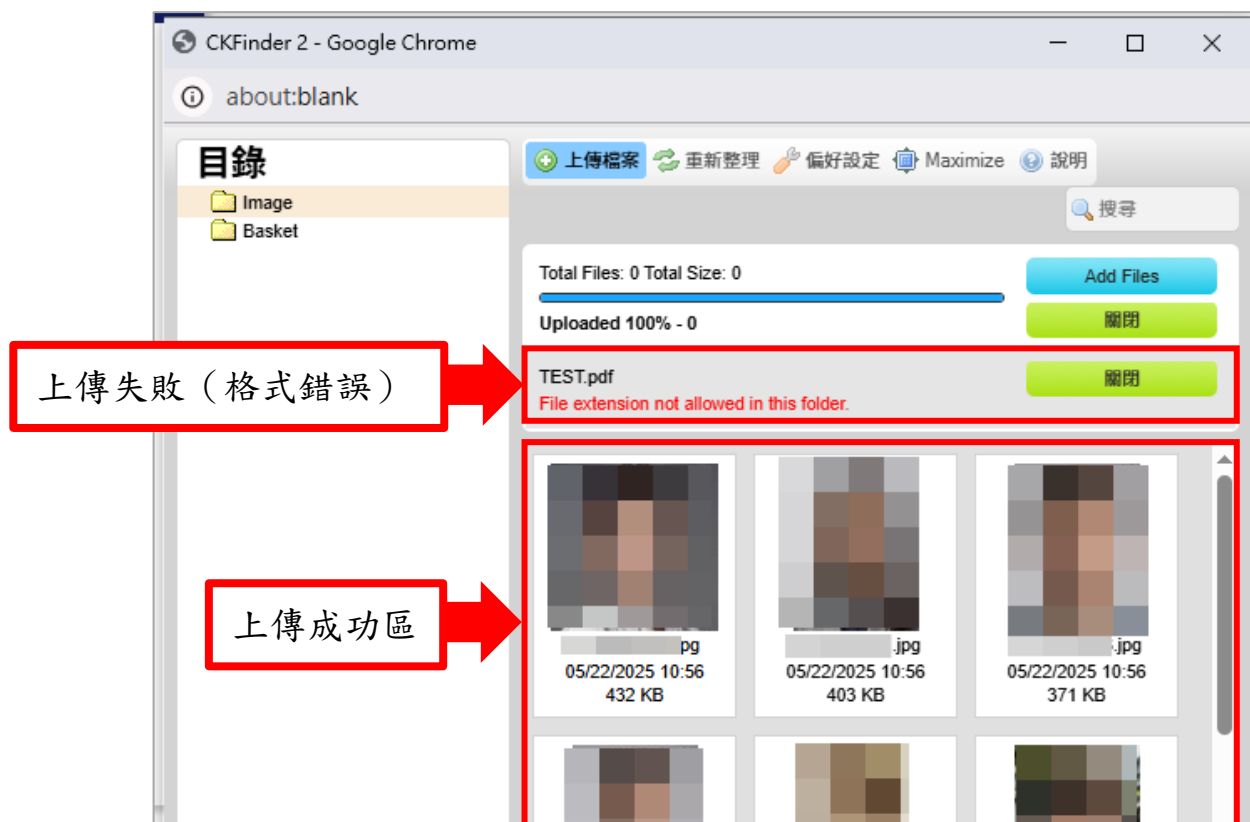 CKFinder 2 - Google Chrome
about:blank
目錄
Image
Basket
上傳檔案 重新整理 偏好設定 Maximize 說明
搜尋
Total Files: 0 Total Size: 0
Add Files
Uploaded 100% - 0
關閉
上傳失敗（格式錯誤）
TEST.pdf
關閉
File extension not allowed in this folder.
上傳成功區
pg
05/22/2025 10:56
432 KB
.jpg
05/22/2025 10:56
403 KB
.jpg
05/22/2025 10:56
371 KB